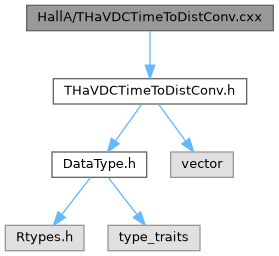 HallA/THaVDCTimeToDistConv.cxx
THaVDCTimeToDistConv.h
DataType.h
vector
Rtypes.h
type_traits